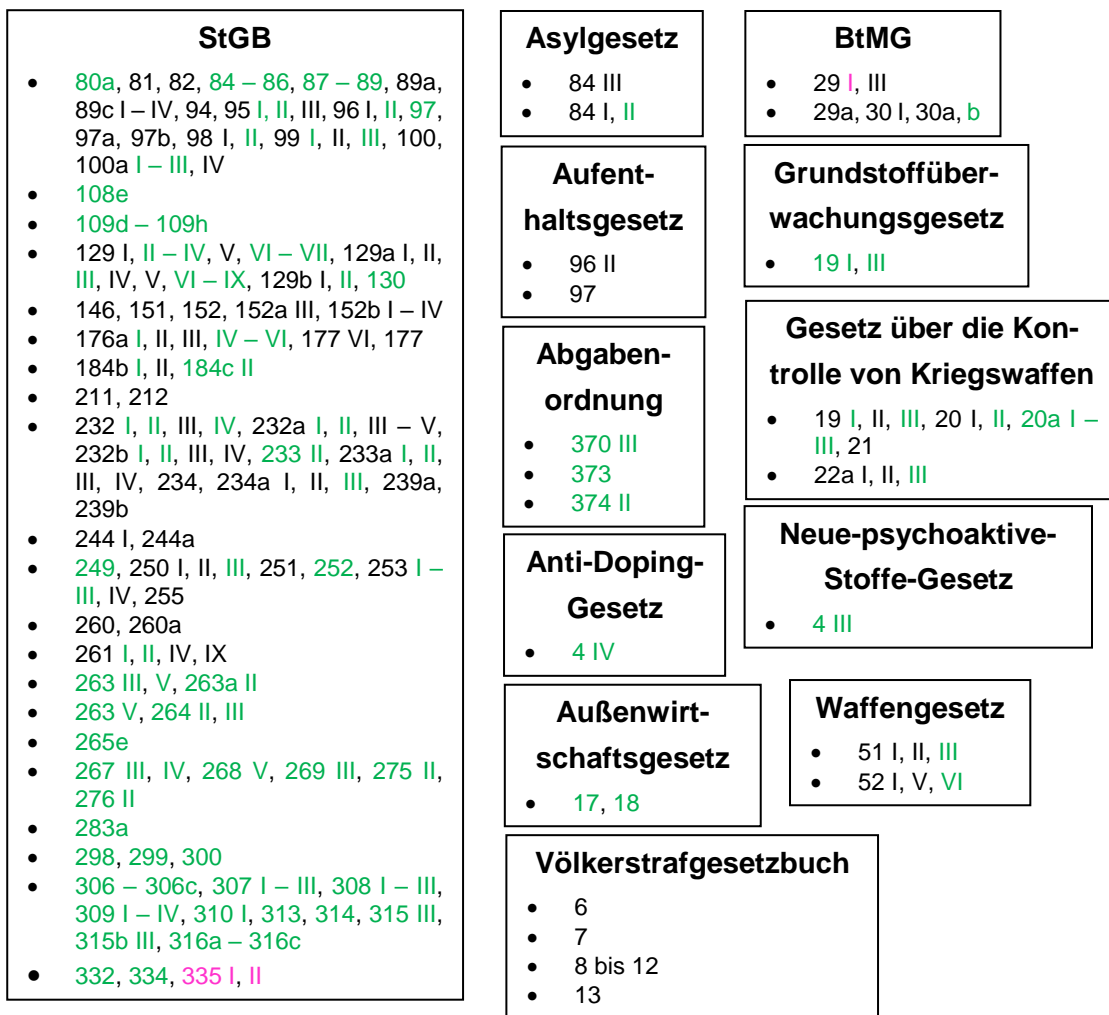 StGB
• 80a, 81, 82, 84 – 86, 87 – 89, 89a,
89c I – IV, 94, 95 I, II, III, 96 I, II, 97,
97a, 97b, 98 I, II, 99 I, II, III, 100,
100a I – III, IV
• 108e
• 109d – 109h
• 129 I, II – IV, V, VI – VII, 129a I, II,
III, IV, V, VI – IX, 129b I, II, 130
• 146, 151, 152, 152a III, 152b I – IV
• 176a I, II, III, IV – VI, 177 VI, 177
• 184b I, II, 184c II
• 211, 212
• 232 I, II, III, IV, 232a I, II, III – V,
232b I, II, III, IV, 233 II, 233a I, II,
III, IV, 234, 234a I, II, III, 239a,
239b
• 244 I, 244a
• 249, 250 I, II, III, 251, 252, 253 I –
III, IV, 255
• 260, 260a
• 261 I, II, IV, IX
• 263 III, V, 263a II
• 263 V, 264 II, III
• 265e
• 267 III, IV, 268 V, 269 III, 275 II,
276 II
• 283a
• 298, 299, 300
• 306 – 306c, 307 I – III, 308 I – III,
309 I – IV, 310 I, 313, 314, 315 III,
315b III, 316a – 316c
• 332, 334, 335 I, II
Asylgesetz
• 84 III
• 84 I, II
Aufent-
haltsgesetz
• 96 II
• 97
Abgaben-
ordnung
• 370 III
• 373
• 374 II
Anti-Doping-
Gesetz
• 4 IV
Außenwirt-
schaftsgesetz
• 17, 18
Völkerstrafgesetzbuch
• 6
• 7
• 8 bis 12
• 13
BtMG
• 29 I, III
• 29a, 30 I, 30a, b
Grundstoffüber-
wachungsgesetz
• 19 I, III
Gesetz über die Kon-
trolle von Kriegswaffen
• 19 I, II, III, 20 I, II, 20a I –
III, 21
• 22a I, II, III
Neue-psychoaktive-
Stoffe-Gesetz
• 4 III
Waffengesetz
• 51 I, II, III
• 52 I, V, VI